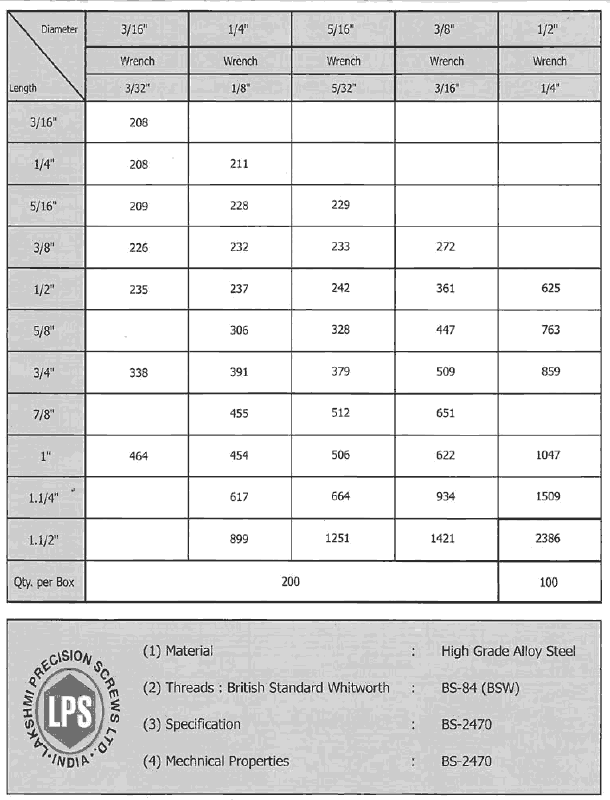 Diameter 3/16" 1/4" 5/16" 3/8" 1/2"
Wrench Wrench Wrench Wrench Wrench
Length 3/32" 1/8" 5/32" 3/16" 1/4"
3/16" 208
1/4" 208 211
5/16" 209 228 229
3/8" 226 232 233 272
1/2" 235 237 242 361 625
5/8" 306 328 447 763
3/4" 338 391 379 509 859
7/8" 455 512 651
1" 464 454 506 622 1047
1.1/4" 617 664 934 1509
1.1/2" 899 1251 1421 2386
Qty. per Box 200 100
LAKSHMI PRECISION SCREWS LTD.
LPS
INDIA
(1) Material : High Grade Alloy Steel
(2) Threads : British Standard Whitworth : BS-84 (BSW)
(3) Specification : BS-2470
(4) Mechnical Properties : BS-2470